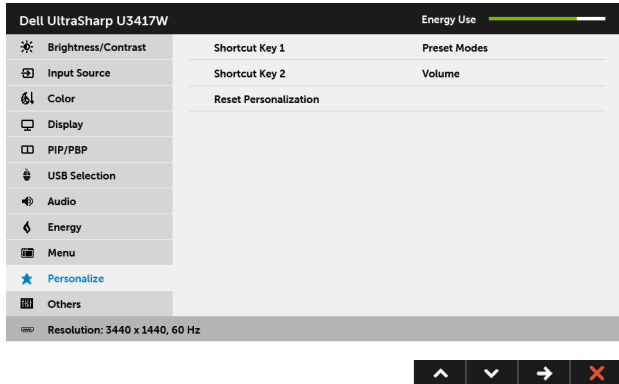 Dell UltraSharp U3417W Energy Use
Brightness/Contrast Shortcut Key 1 Preset Modes
Input Source Shortcut Key 2 Volume
Color Reset Personalization
Display
PIP/PBP
USB Selection
Audio
Energy
Menu
Personalize
Others
Resolution: 3440 x 1440, 60 Hz